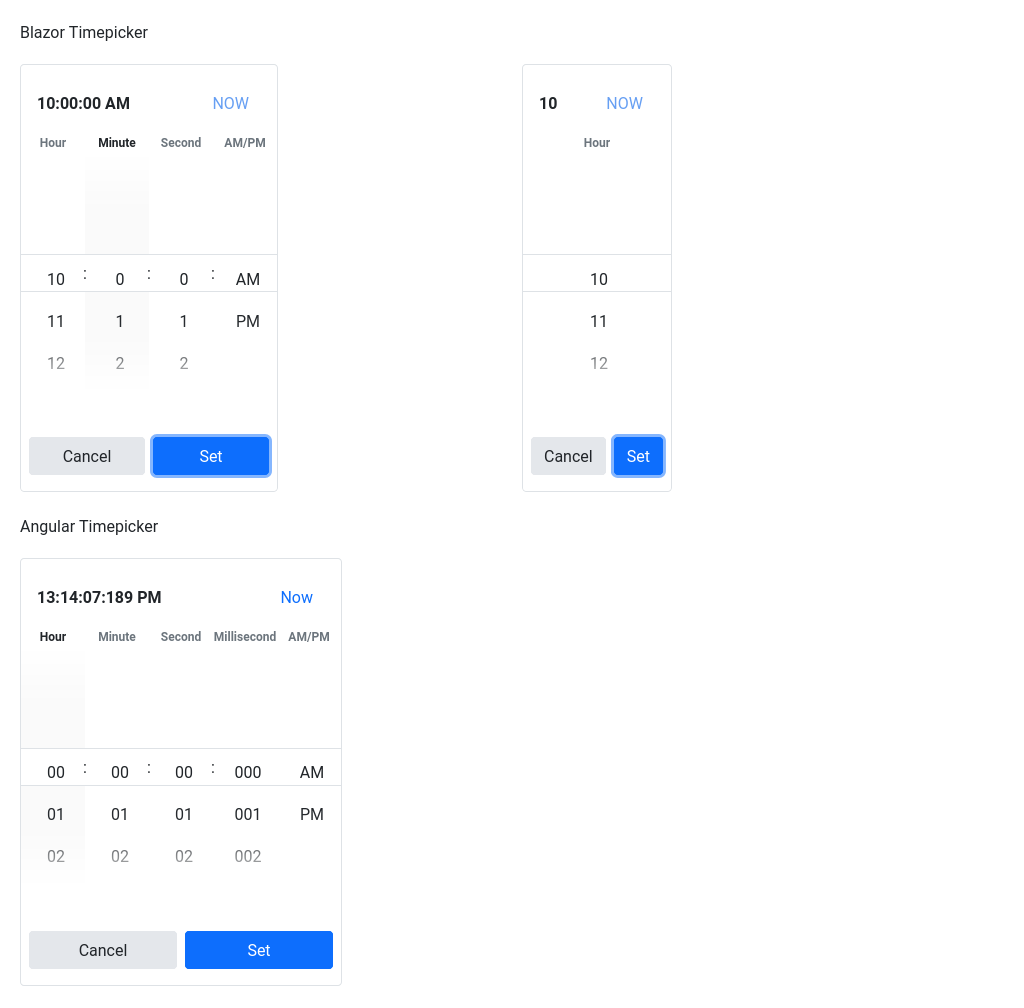 Blazor Timepicker
10:00:00 AM NOW
Hour Minute Second AM/PM
10 : 0 : 0 : AM
11 1 1 PM
12 2 2
Cancel Set
10 NOW
Hour
10
11
12
Cancel Set
Angular Timepicker
13:14:07:189 PM Now
Hour Minute Second Millisecond AM/PM
00 : 00 : 00 : 000 AM
01 01 01 001 PM
02 02 02 002
Cancel Set